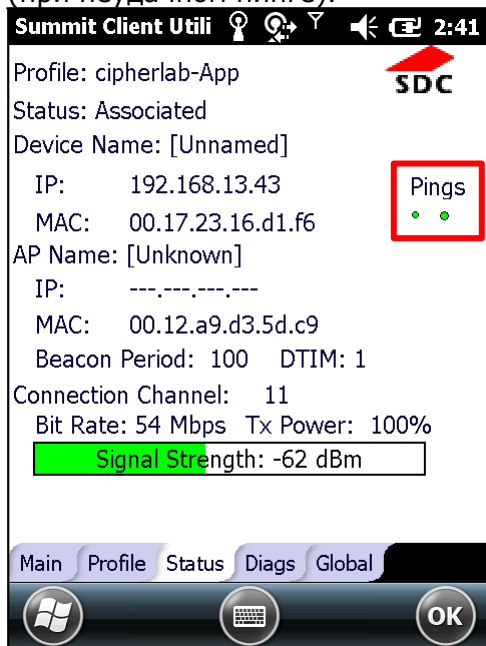 (при неудачном пинге).
Summit Client Utili 2:41
Profile: cipherlab-App
SDC
Status: Associated
Device Name: [Unnamed]
IP: 192.168.13.43
Pings
MAC: 00.17.23.16.d1.f6
AP Name: [Unknown]
IP: ---.---.---.---
MAC: 00.12.a9.d3.5d.c9
Beacon Period: 100 DTIM: 1
Connection Channel: 11
Bit Rate: 54 Mbps Tx Power: 100%
Signal Strength: -62 dBm
Main Profile Status Diags Global
OK